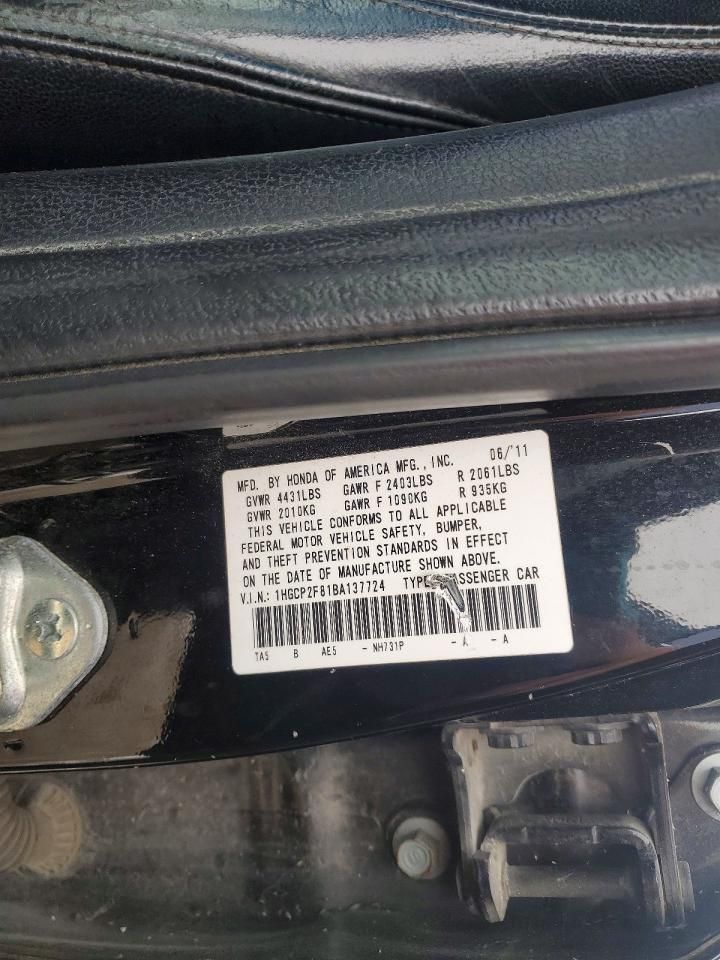 MFD. BY HONDA OF AMERICA MFG., INC. 06/'11
GVWR 4431LBS GAWR F 2403LBS R 2061LBS
GVWR 2010KG GAWR F 1090KG R 935KG
THIS VEHICLE CONFORMS TO ALL APPLICABLE
FEDERAL MOTOR VEHICLE SAFETY, BUMPER,
AND THEFT PREVENTION STANDARDS IN EFFECT
ON THE DATE OF MANUFACTURE SHOWN ABOVE.
V.I.N.: 1HGCP2F81BA137724 TYPE: PASSENGER CAR
TA5 B AE5 - NH731P - A - A